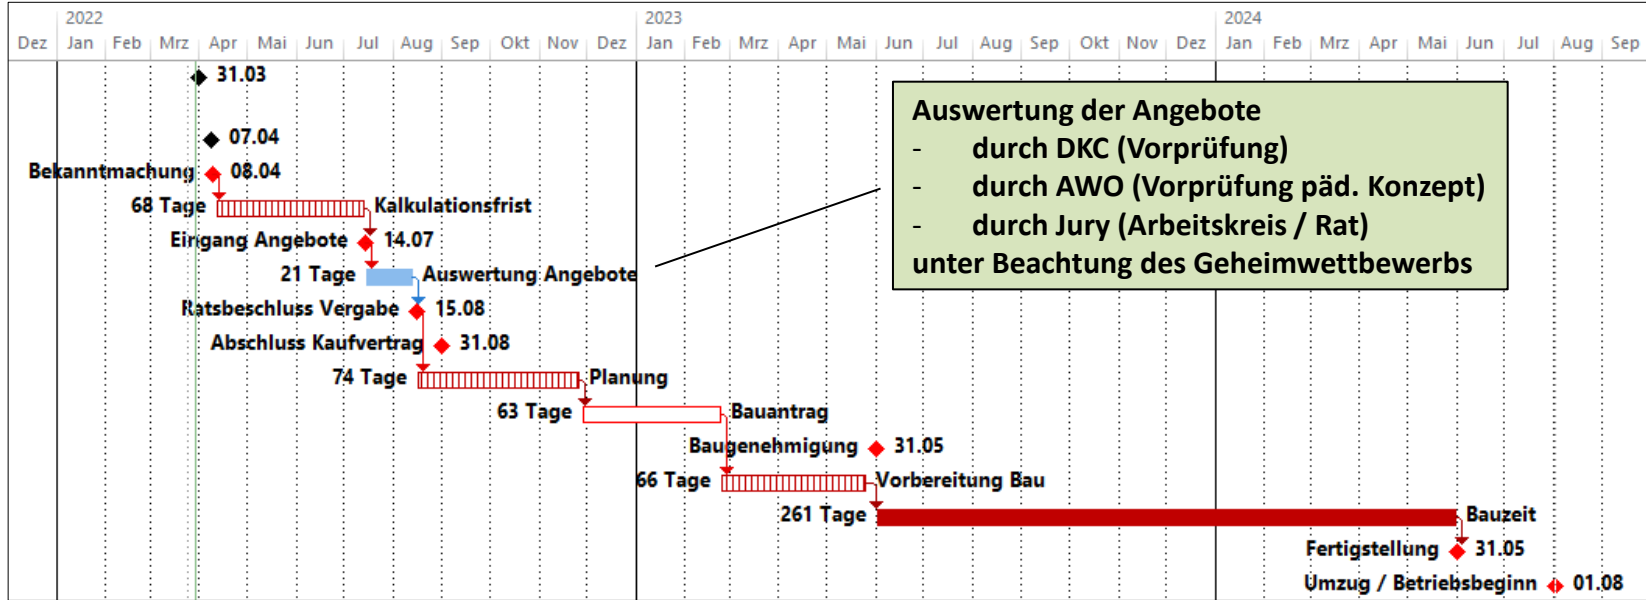 2022 2023 2024
Dez Jan Feb Mrz Apr Mai Jun Jul Aug Sep Okt Nov Dez Jan Feb Mrz Apr Mai Jun Jul Aug Sep Okt Nov Dez Jan Feb Mrz Apr Mai Jun Jul Aug Sep
31.03
07.04
Bekanntmachung 08.04
68 Tage Kalkulationsfrist
Eingang Angebote 14.07
21 Tage Auswertung Angebote
Ratsbeschluss Vergabe 15.08
Abschluss Kaufvertrag 31.08
74 Tage Planung
63 Tage Bauantrag
Baugenehmigung 31.05
66 Tage Vorbereitung Bau
261 Tage Bauzeit
Fertigstellung 31.05
Umzug / Betriebsbeginn 01.08
Auswertung der Angebote
- durch DKC (Vorprüfung)
- durch AWO (Vorprüfung päd. Konzept)
- durch Jury (Arbeitskreis / Rat)
unter Beachtung des Geheimwettbewerbs